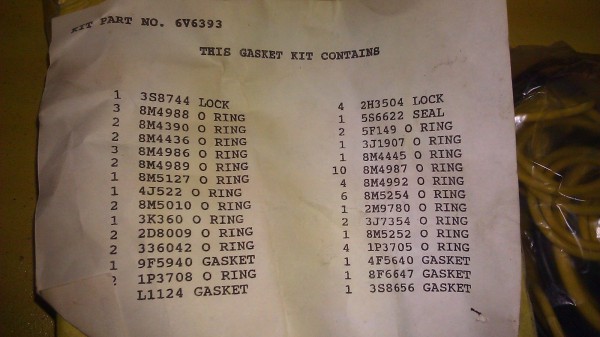 KIT PART NO. 6V6393
THIS GASKET KIT CONTAINS
1 3S8744 LOCK
3 8M4988 O RING
2 8M4390 O RING
2 8M4436 O RING
3 8M4986 O RING
2 8M4989 O RING
1 8M5127 O RING
1 4J522 O RING
2 8M5010 O RING
1 3K360 O RING
2 2D8009 O RING
2 336042 O RING
1 9F5940 GASKET
2 1P3708 O RING
L1124 GASKET
4 2H3504 LOCK
1 5S6622 SEAL
2 5F149 O RING
1 3J1907 O RING
1 8M4445 O RING
10 8M4987 O RING
4 8M4992 O RING
6 8M5254 O RING
1 2M9780 O RING
2 3J7354 O RING
1 8M5252 O RING
4 1P3705 O RING
1 4F5640 GASKET
1 8F6647 GASKET
1 3S8656 GASKET